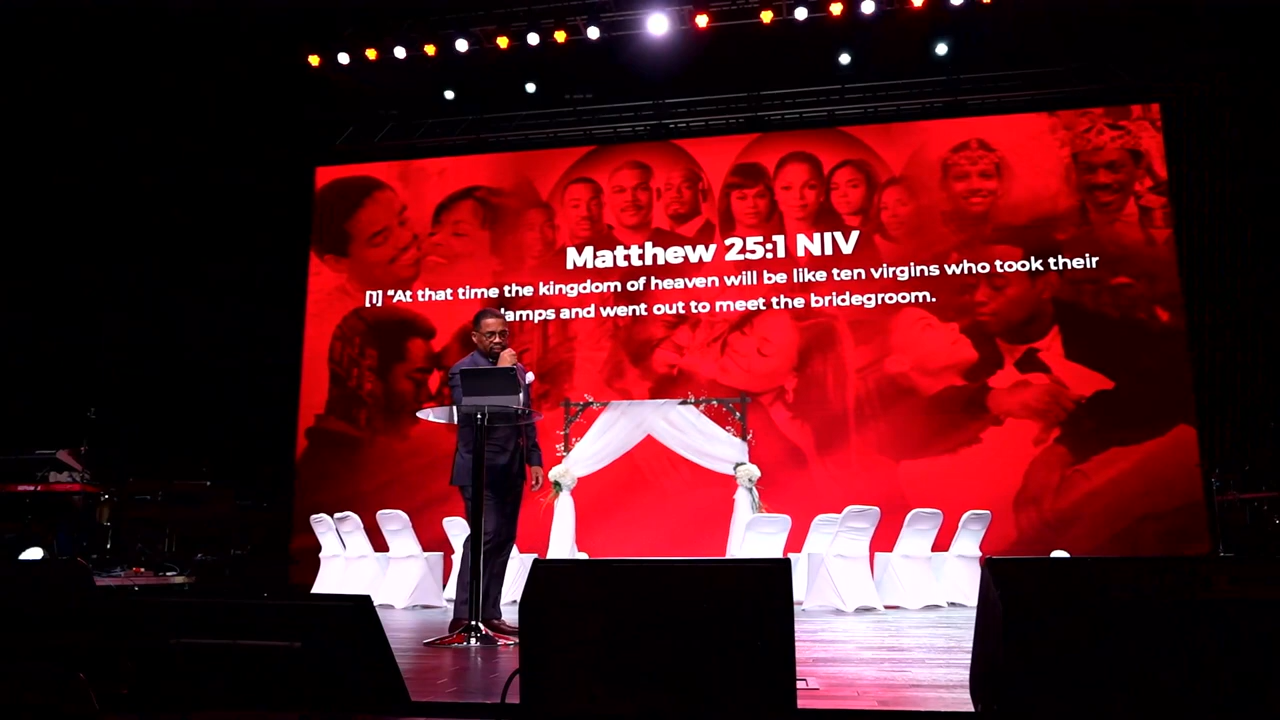 Matthew 25:1 NIV
[1] “At that time the kingdom of heaven will be like ten virgins who took their
lamps and went out to meet the bridegroom.